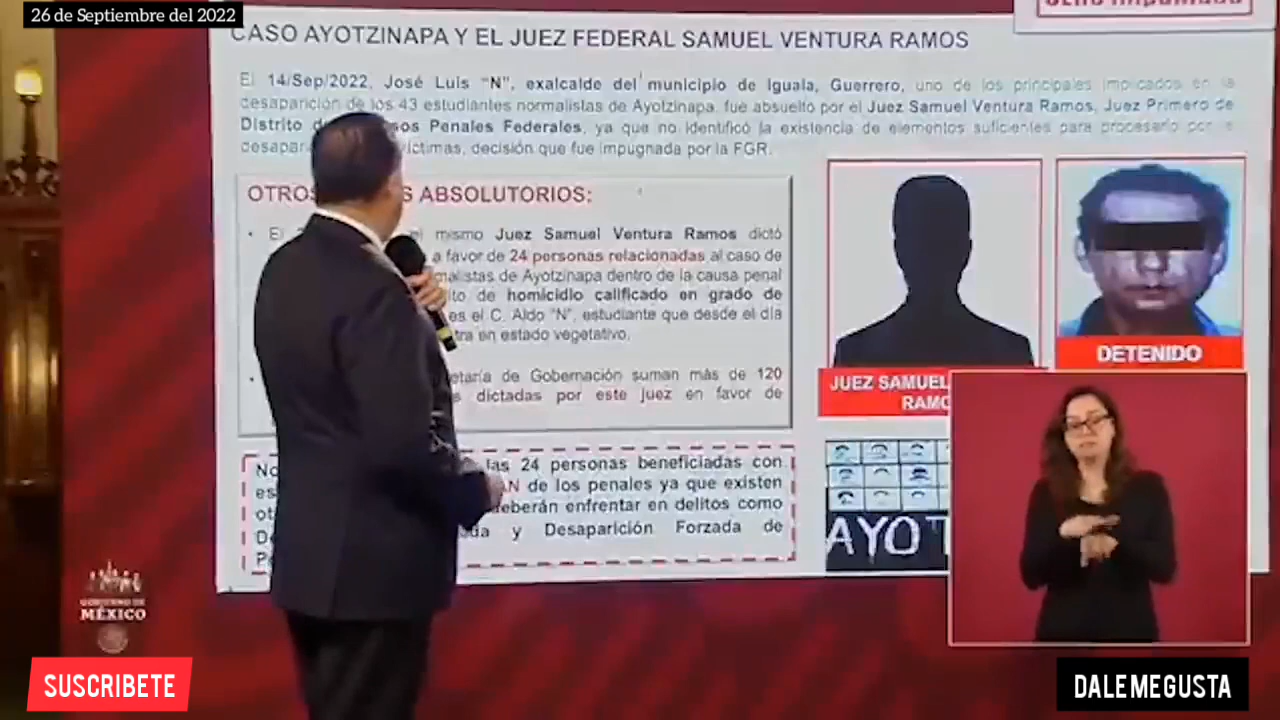 26 de Septiembre del 2022
CASO AYOTZINAPA Y EL JUEZ FEDERAL SAMUEL VENTURA RAMOS
El 14/Sep/2022, José Luis "N", exalcalde del municipio de Iguala, Guerrero, uno de los principales implicados en la
desaparición de los 43 estudiantes normalistas de Ayotzinapa, fue absuelto por el Juez Samuel Ventura Ramos, Juez Primero de
Distrito de Penales Federales, ya que no identificó la existencia de elementos suficientes para procesarlo por
víctimas, decisión que fue impugnada por la FGR.
OTROS ABSOLUTORIOS:
• El mismo Juez Samuel Ventura Ramos dictó
a favor de 24 personas relacionadas al caso de
de Ayotzinapa dentro de la causa penal
de homicidio calificado en grado de
es el C. Aldo "N", estudiante que desde el día
en estado vegetativo.
• de Gobernación suman más de 120
dictadas por este juez en favor de
las 24 personas beneficiadas con
de los penales ya que existen
deberán enfrentar en delitos como
y Desaparición Forzada de
JUEZ SAMUEL
DETENIDO
AYOT
GOBIERNO DE
MÉXICO
SUSCRIBETE
DALE ME GUSTA